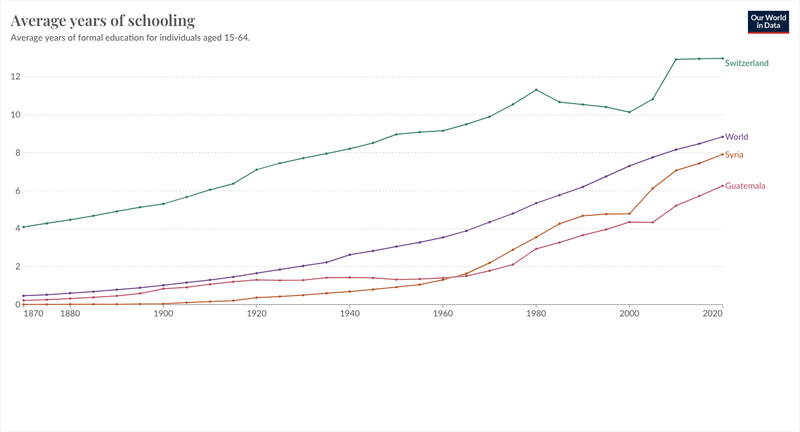 Average years of schooling
Average years of formal education for individuals aged 15-64.
Our World
in Data
12
10
8
6
4
2
0
Switzerland
World
Syria
Guatemala
1870 1880 1900 1920 1940 1960 1980 2000 2020